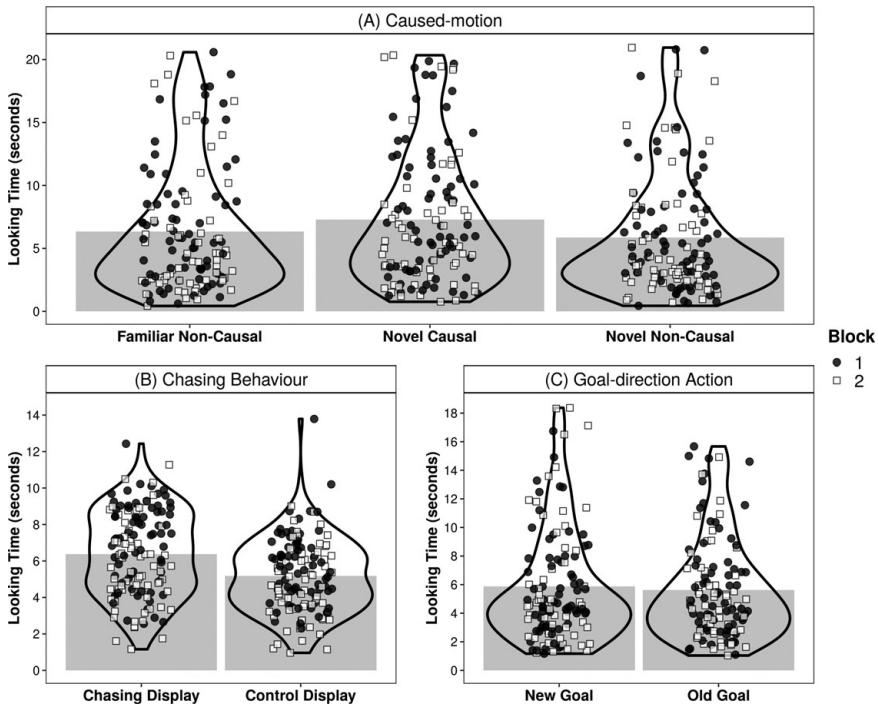 (A) Caused-motion
Looking Time (seconds)
20
15
10
5
0
Familiar Non-Causal
Novel Causal
Novel Non-Causal
(B) Chasing Behaviour
Looking Time (seconds)
14
12
10
8
6
4
2
0
Chasing Display
Control Display
(C) Goal-direction Action
Looking Time (seconds)
18
16
14
12
10
8
6
4
2
0
New Goal
Old Goal
Block
1
2